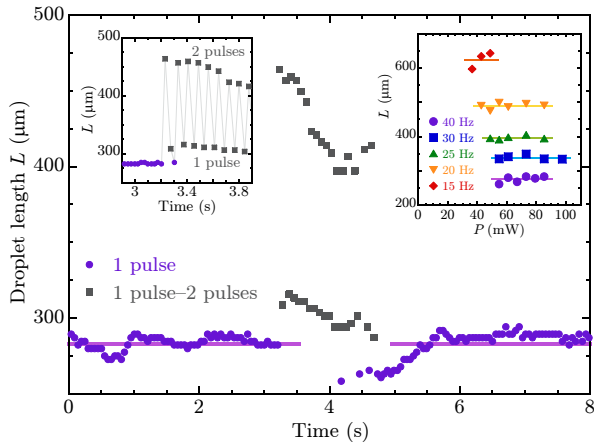 500
400
300
Droplet length L (μm)
0
2
4
6
8
Time (s)
1 pulse
1 pulse–2 pulses
500
400
300
L (μm)
2 pulses
1 pulse
3
3.4
3.8
Time (s)
600
400
200
L (μm)
40 Hz
30 Hz
25 Hz
20 Hz
15 Hz
0
20
40
60
80
100
P (mW)